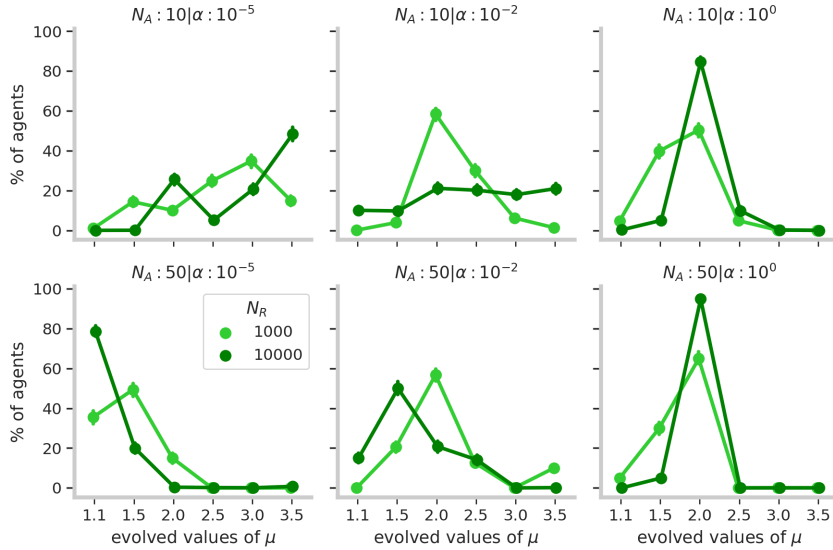 N_A : 10|α : 10^-5
N_A : 10|α : 10^-2
N_A : 10|α : 10^0
100
80
60
40
20
0
% of agents
N_A : 50|α : 10^-5
N_A : 50|α : 10^-2
N_A : 50|α : 10^0
100
80
60
40
20
0
% of agents
N_R
1000
10000
1.1 1.5 2.0 2.5 3.0 3.5
1.1 1.5 2.0 2.5 3.0 3.5
1.1 1.5 2.0 2.5 3.0 3.5
evolved values of μ
evolved values of μ
evolved values of μ